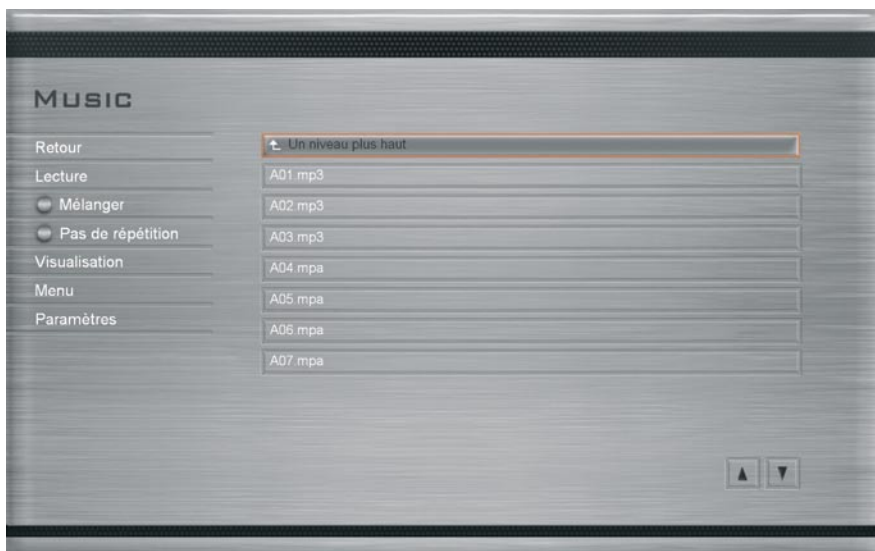 Music
Retour
Lecture
Mélanger
Pas de répétition
Visualisation
Menu
Paramètres
Un niveau plus haut
A01.mp3
A02.mp3
A03.mp3
A04.mpa
A05.mpa
A06.mpa
A07.mpa